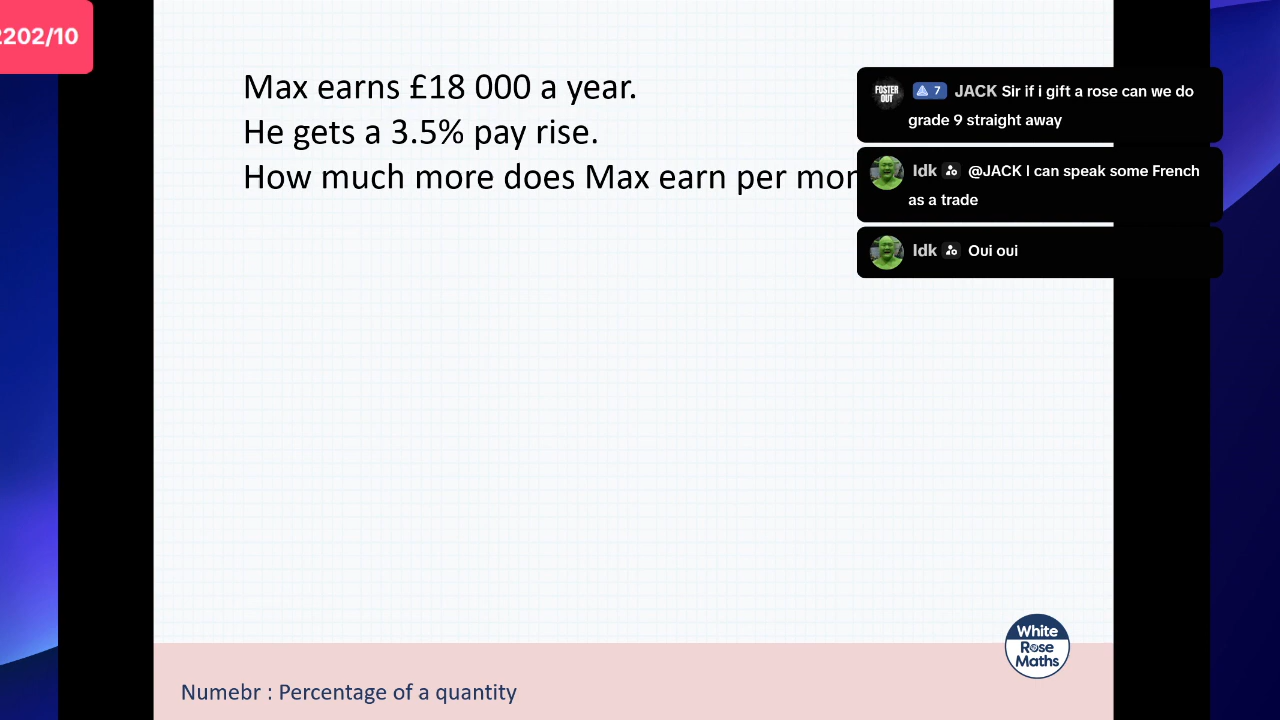 2202/10
Max earns £18 000 a year.
He gets a 3.5% pay rise.
How much more does Max earn per
FOSTER
OUT
7 JACK Sir if i gift a rose can we do
grade 9 straight away
Idk @JACK I can speak some French
as a trade
Idk Oui oui
White
Rose
Maths
Numebr : Percentage of a quantity